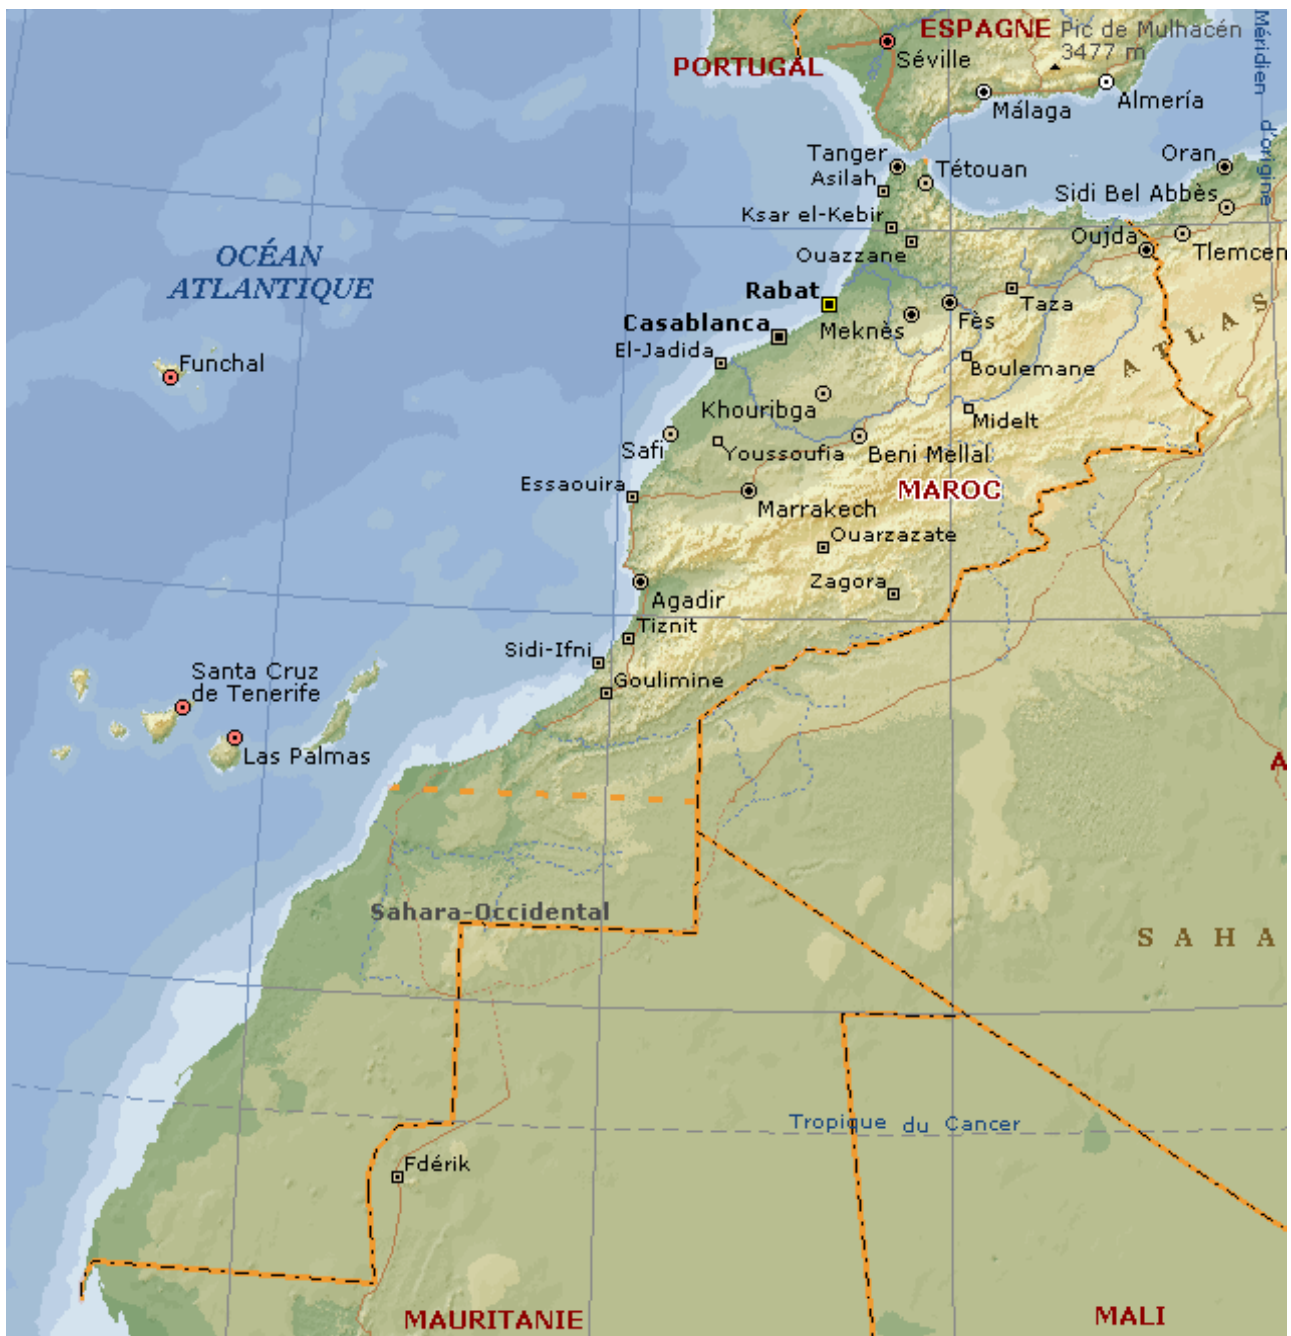 ESPAGNE
Pic de Mulhacén
3477 m
Méridien d'origine
Séville
PORTUGAL
Málaga
Almería
Tanger
Asilah
Tétouan
Oran
Sidi Bel Abbès
Ksar el-Kebir
Ouazzane
Oujda
Tlemcen
OCÉAN
ATLANTIQUE
Rabat
Casablanca
Meknès
Fès
Taza
ATLAS
El-Jadida
Funchal
Boulemane
Khouribga
Midelt
Safi
Youssoufia
Beni Mellal
Essaouira
MAROC
Marrakech
Ouarzazate
Zagora
Agadir
Tiznit
Sidi-Ifni
Goulimine
Santa Cruz
de Tenerife
Las Palmas
A
Sahara-Occidental
SAHA
Tropique du Cancer
Fdérik
MAURITANIE
MALI